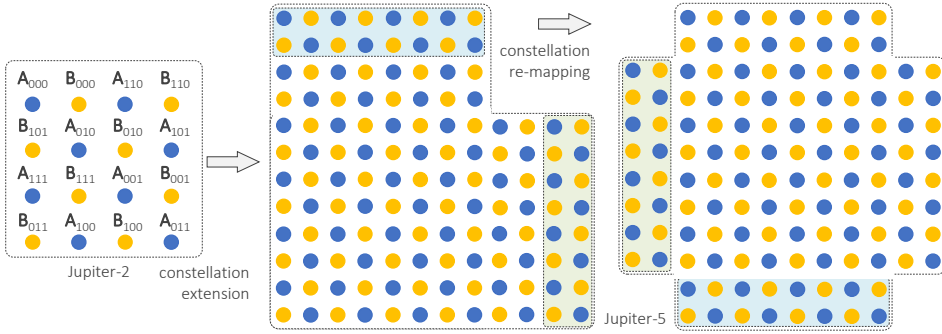 A000 B000 A110 B110
B101 A010 B010 A101
A111 B111 A001 B001
B011 A100 B100 A011
Jupiter-2
constellation
extension
constellation
re-mapping
Jupiter-5